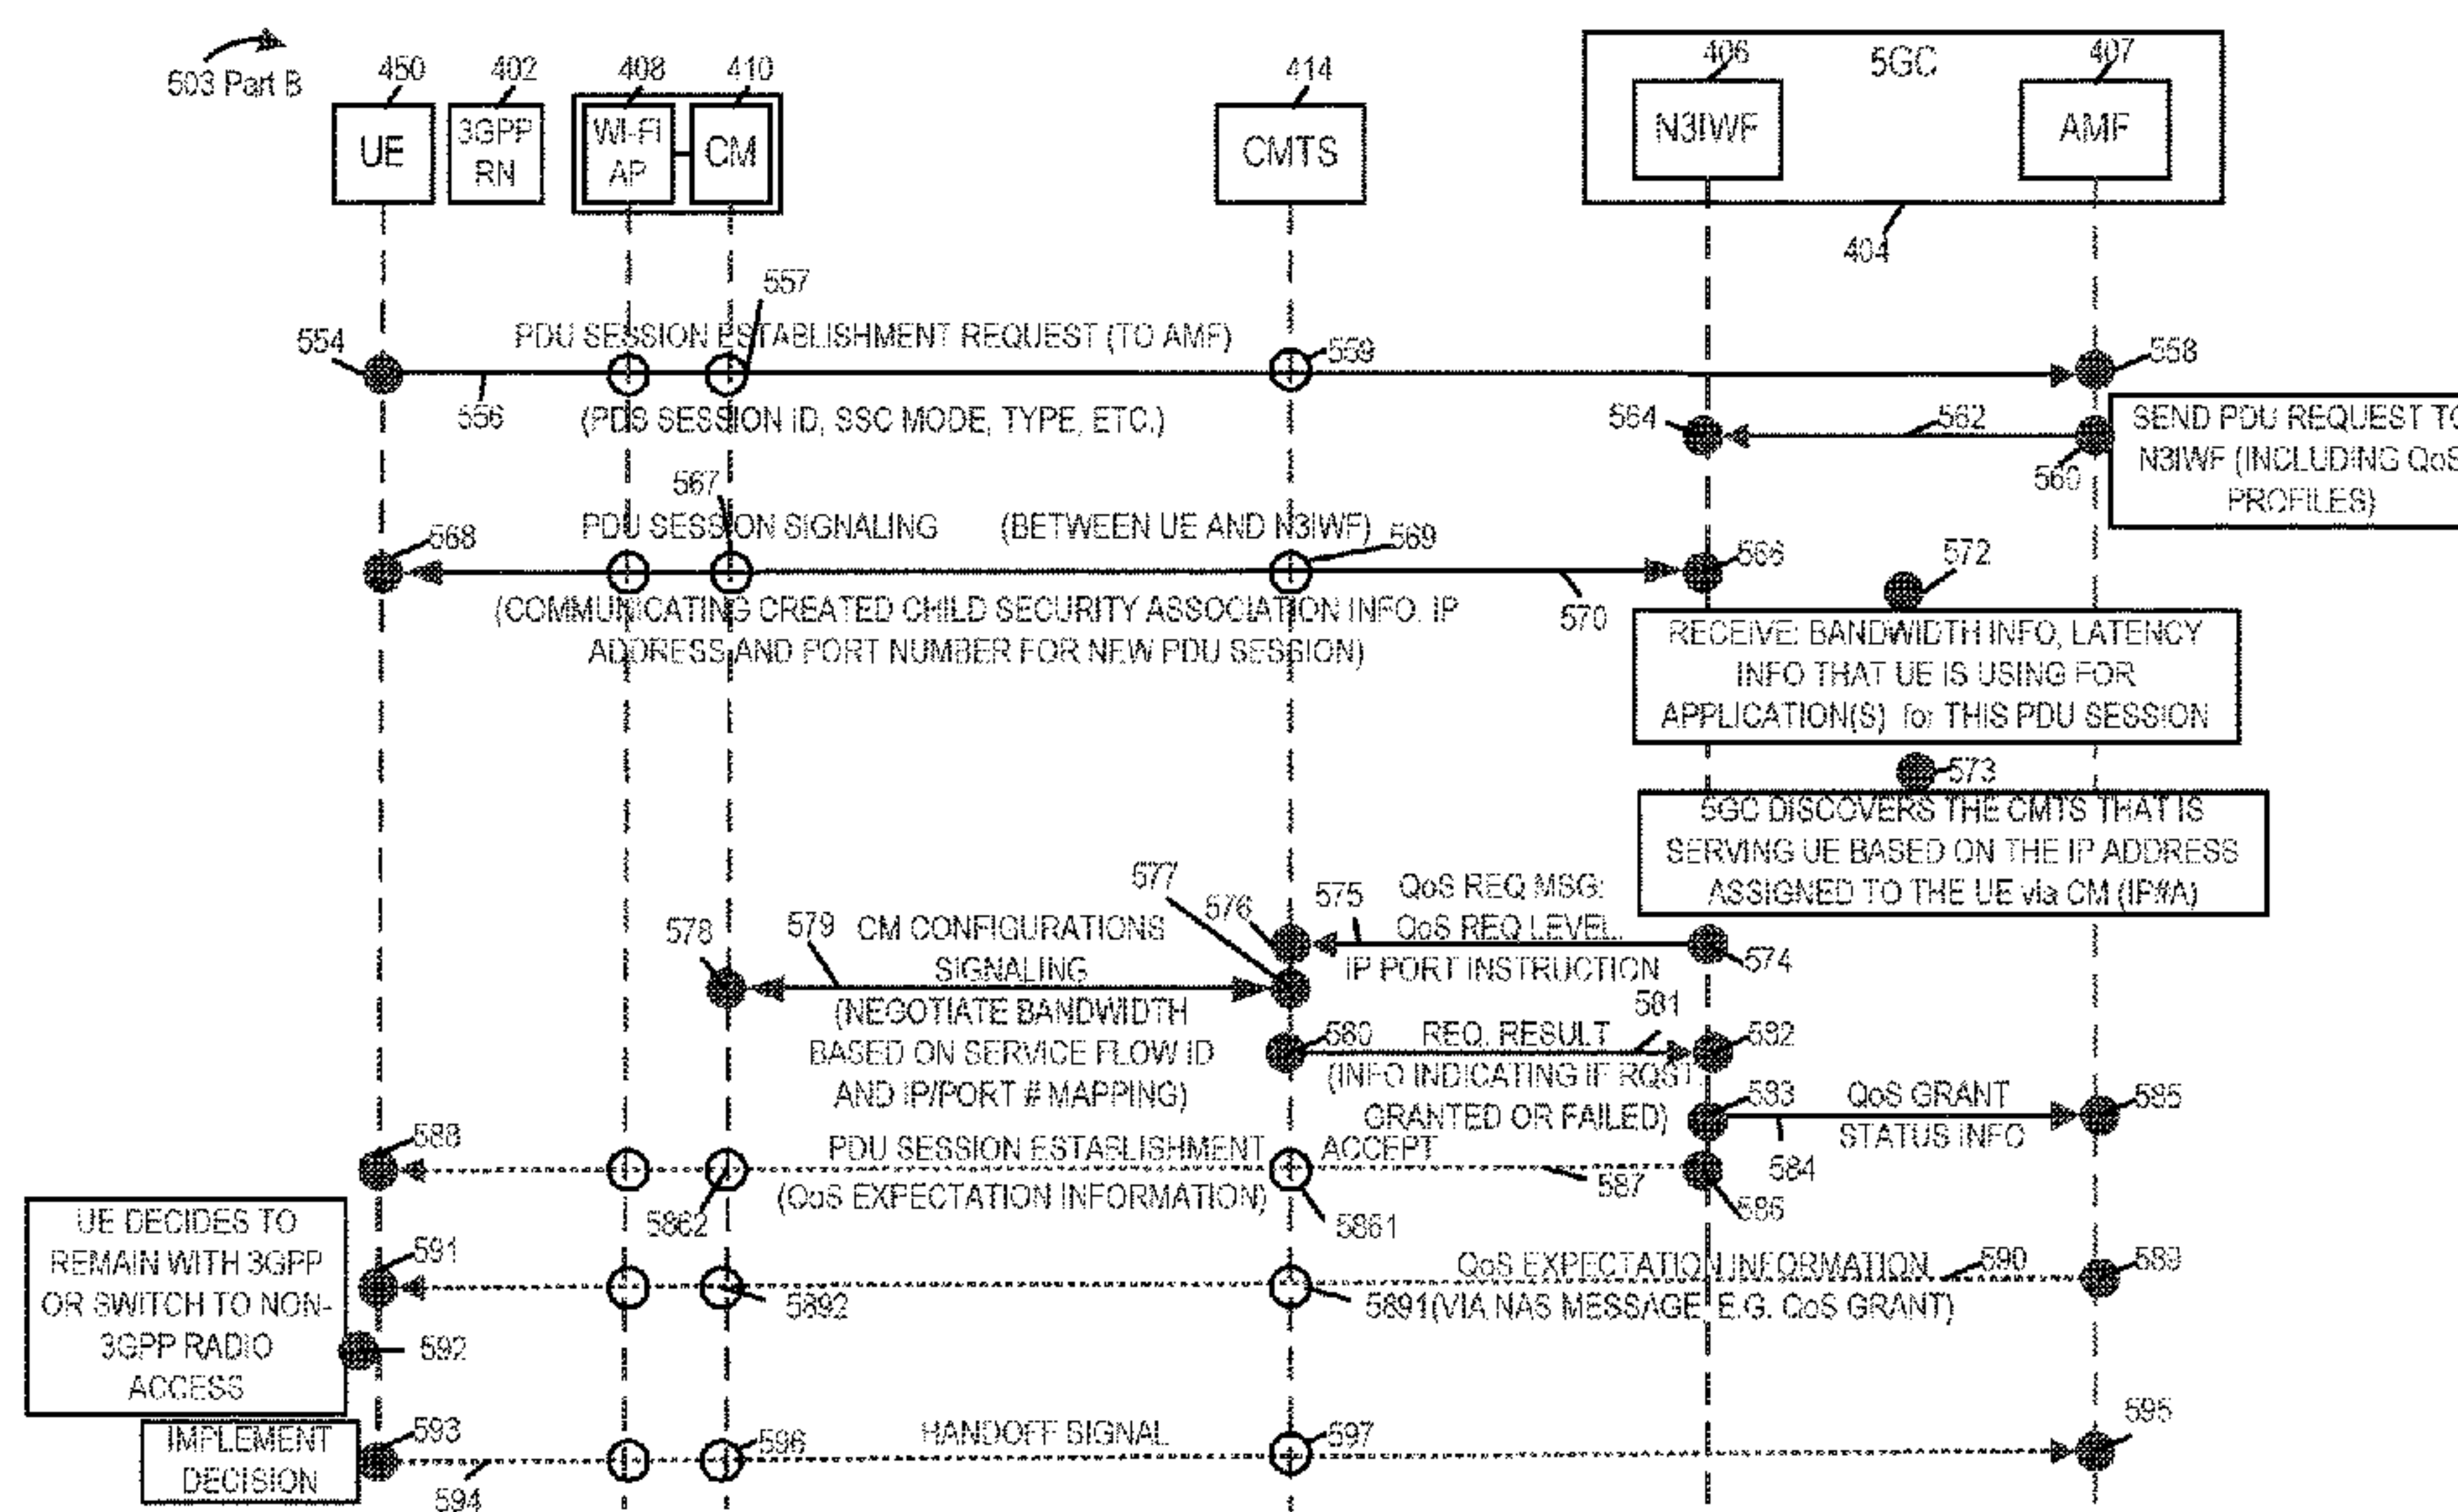 503 Part B
450
402
408
410
414
406
5GC
407
UE
3GPP
RN
WI-FI
AP
CM
CMTS
N3IWF
AMF
404
557
554
PDU SESSION ESTABLISHMENT REQUEST (TO AMF)
559
558
556
(PDS SESSION ID, SSC MODE, TYPE, ETC.)
564
562
560
SEND PDU REQUEST TO
N3IWF (INCLUDING QoS
PROFILES)
567
568
PDU SESSION SIGNALING (BETWEEN UE AND N3IWF)
569
566
570
572
(COMMUNICATING CREATED CHILD SECURITY ASSOCIATION INFO. IP
ADDRESS AND PORT NUMBER FOR NEW PDU SESSION)
RECEIVE: BANDWIDTH INFO, LATENCY
INFO THAT UE IS USING FOR
APPLICATION(S) for THIS PDU SESSION
573
5GC DISCOVERS THE CMTS THAT IS
SERVING UE BASED ON THE IP ADDRESS
ASSIGNED TO THE UE via CM (IP#A)
577
576
575
QoS REQ MSG:
QoS REQ LEVEL.
IP PORT INSTRUCTION
574
578
579
CM CONFIGURATIONS
SIGNALING
(NEGOTIATE BANDWIDTH
BASED ON SERVICE FLOW ID
AND IP/PORT # MAPPING)
580
REQ. RESULT
581
582
(INFO INDICATING IF RQST
GRANTED OR FAILED)
583
QoS GRANT
STATUS INFO
585
584
588
PDU SESSION ESTABLISHMENT ACCEPT
(QoS EXPECTATION INFORMATION)
587
586
5862
5861
UE DECIDES TO
REMAIN WITH 3GPP
OR SWITCH TO NON-
3GPP RADIO
ACCESS
591
QoS EXPECTATION INFORMATION
590
589
5892
5891 (VIA NAS MESSAGE, E.G. QoS GRANT)
592
IMPLEMENT
DECISION
593
594
596
HANDOFF SIGNAL
597
595